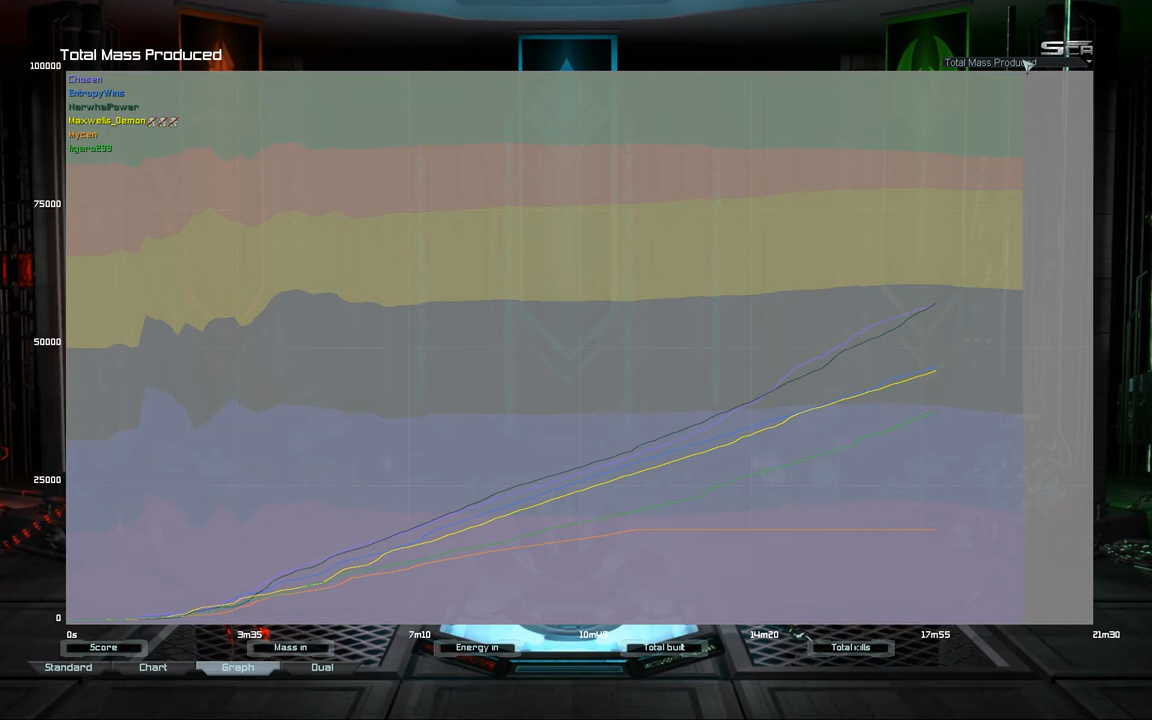 Total Mass Produced
Total Mass Produced
100000
Chosen
EntropyWins
NarwhalPower
Maxwells_Demon
75000
50000
25000
0
0s
3m35
7m10
10m45
14m20
17m55
21m30
Score
Mass in
Energy in
Total built
Total kills
Standard
Chart
Graph
Dual